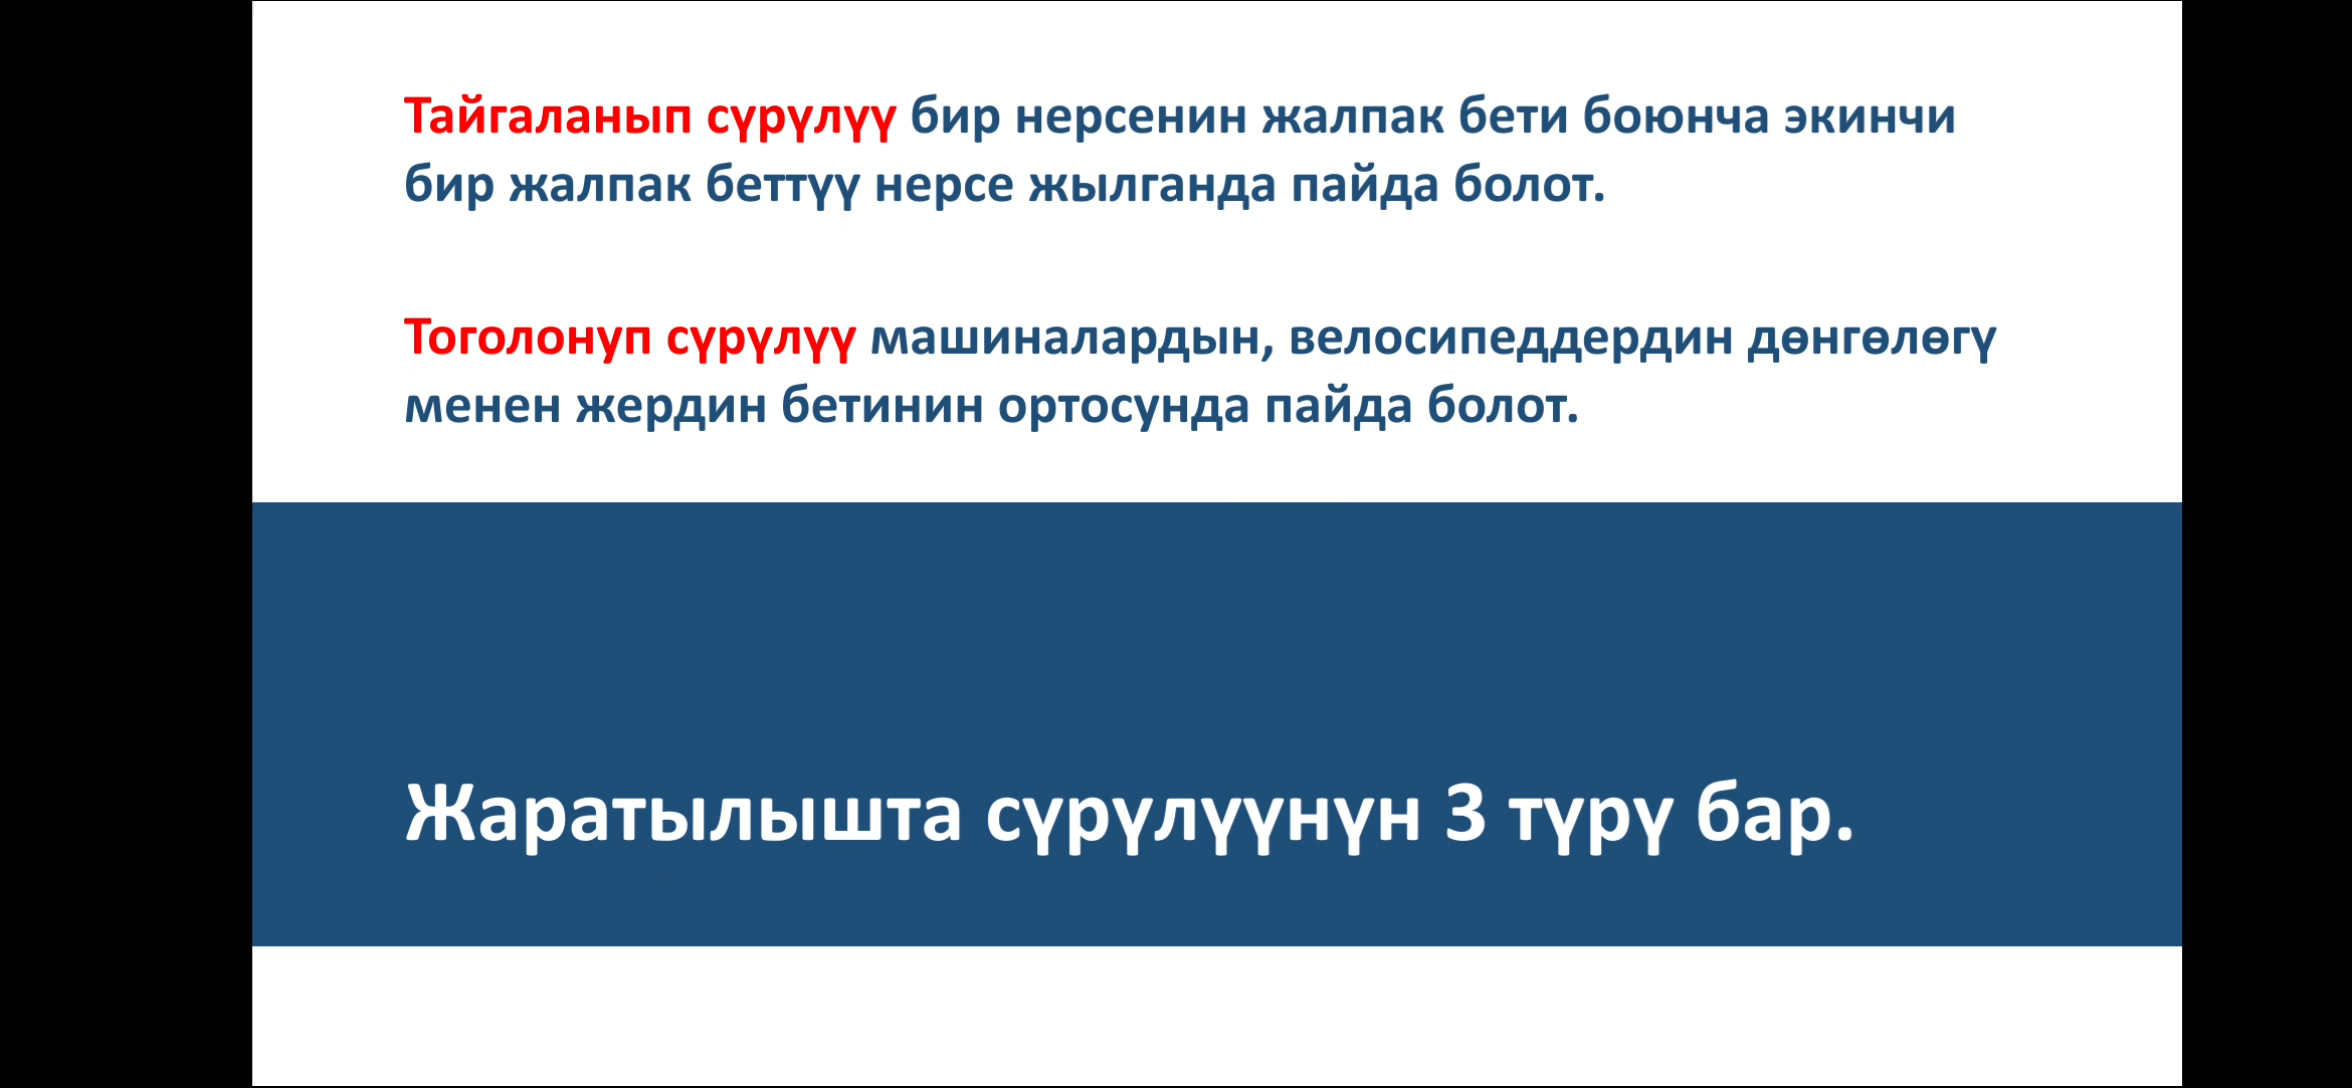 Тайгаланып сүрүлүү бир нерсенин жалпак бети боюнча экинчи
бир жалпак беттүү нерсе жылганда пайда болот.
Тоголонуп сүрүлүү машиналардын, велосипеддердин дөнгөлөгү
менен жердин бетинин ортосунда пайда болот.
Жаратылышта сүрүлүүнүн 3 түрү бар.